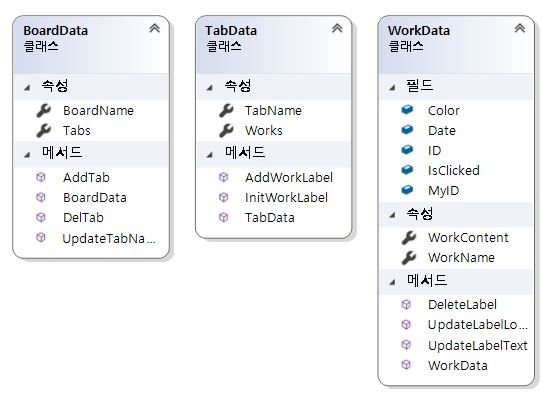 BoardData
클래스
속성
BoardName
Tabs
메서드
AddTab
BoardData
DelTab
UpdateTabNa...
TabData
클래스
속성
TabName
Works
메서드
AddWorkLabel
InitWorkLabel
TabData
WorkData
클래스
필드
Color
Date
ID
IsClicked
MyID
속성
WorkContent
WorkName
메서드
DeleteLabel
UpdateLabelLo...
UpdateLabelText
WorkData